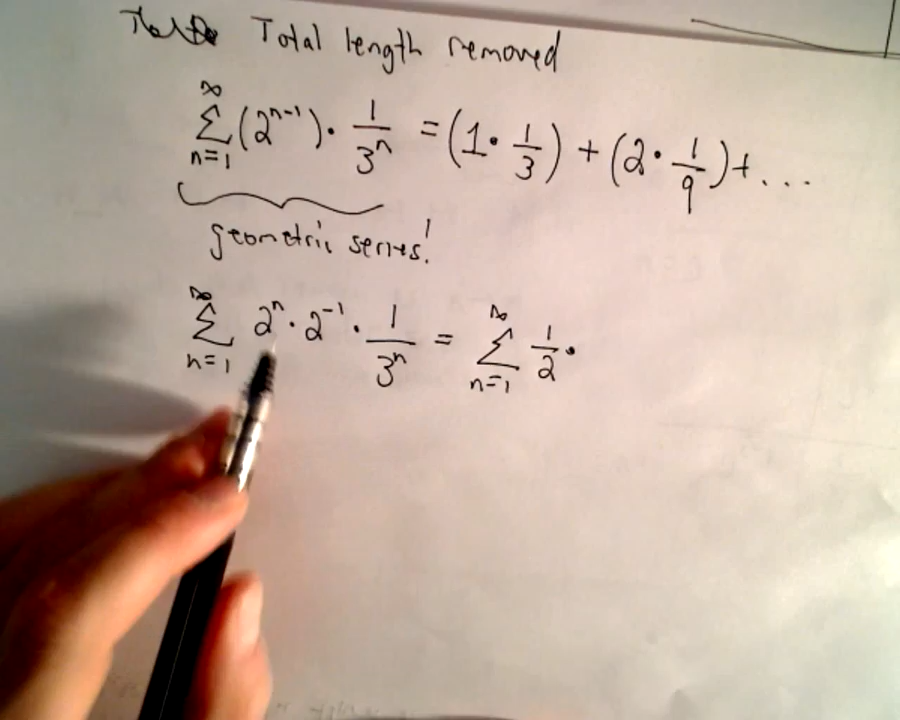 Total length removed
∞ ∑ n=1 (2^(n-1)) · 1/3^n = (1 · 1/3) + (2 · 1/9) + ...
geometric series!
∞ ∑ n=1 2^n · 2^-1 · 1/3^n = ∞ ∑ n=1 1/2 ·